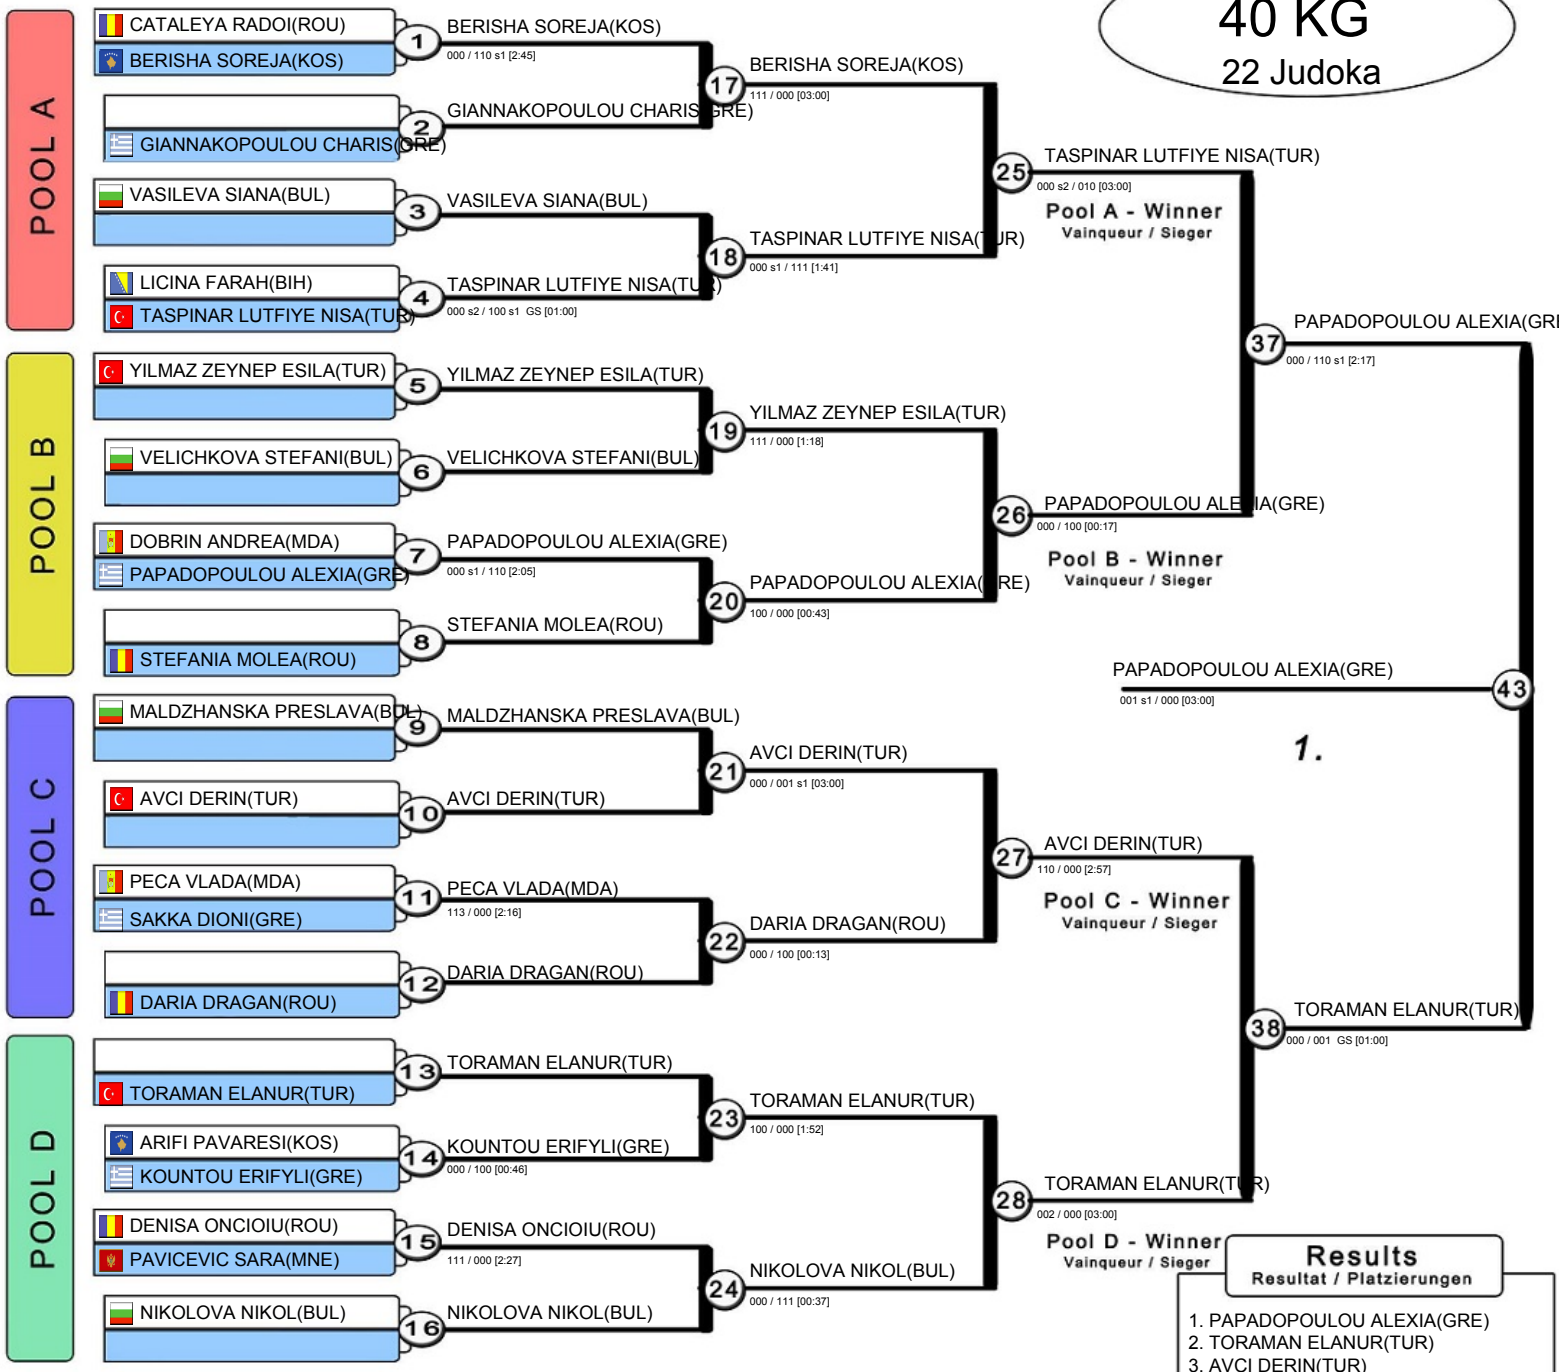 40 KG
22 Judoka
POOL A
CATALEYA RADOI(ROU)
BERISHA SOREJA(KOS)
1
BERISHA SOREJA(KOS)
000 / 110 s1 [2:45]
GIANNAKOPOULOU CHARIS(GRE)
2
GIANNAKOPOULOU CHARIS(GRE)
VASILEVA SIANA(BUL)
3
VASILEVA SIANA(BUL)
LICINA FARAH(BIH)
TASPINAR LUTFIYE NISA(TUR)
4
TASPINAR LUTFIYE NISA(TUR)
000 s2 / 100 s1 GS [01:00]
17
BERISHA SOREJA(KOS)
111 / 000 [03:00]
18
TASPINAR LUTFIYE NISA(TUR)
000 s1 / 111 [1:41]
25
TASPINAR LUTFIYE NISA(TUR)
000 s2 / 010 [03:00]
Pool A - Winner
Vainqueur / Sieger
POOL B
YILMAZ ZEYNEP ESILA(TUR)
5
YILMAZ ZEYNEP ESILA(TUR)
VELICHKOVA STEFANI(BUL)
6
VELICHKOVA STEFANI(BUL)
DOBRIN ANDREA(MDA)
PAPADOPOULOU ALEXIA(GRE)
7
PAPADOPOULOU ALEXIA(GRE)
000 s1 / 110 [2:05]
STEFANIA MOLEA(ROU)
8
STEFANIA MOLEA(ROU)
19
YILMAZ ZEYNEP ESILA(TUR)
111 / 000 [1:18]
20
PAPADOPOULOU ALEXIA(GRE)
100 / 000 [00:43]
26
PAPADOPOULOU ALEXIA(GRE)
000 / 100 [00:17]
Pool B - Winner
Vainqueur / Sieger
37
PAPADOPOULOU ALEXIA(GRE
000 / 110 s1 [2:17]
PAPADOPOULOU ALEXIA(GRE)
43
001 s1 / 000 [03:00]
1.
POOL C
MALDZHANSKA PRESLAVA(BUL)
9
MALDZHANSKA PRESLAVA(BUL)
AVCI DERIN(TUR)
10
AVCI DERIN(TUR)
PECA VLADA(MDA)
SAKKA DIONI(GRE)
11
PECA VLADA(MDA)
113 / 000 [2:16]
DARIA DRAGAN(ROU)
12
DARIA DRAGAN(ROU)
21
AVCI DERIN(TUR)
000 / 001 s1 [03:00]
22
DARIA DRAGAN(ROU)
000 / 100 [00:13]
27
AVCI DERIN(TUR)
110 / 000 [2:57]
Pool C - Winner
Vainqueur / Sieger
POOL D
TORAMAN ELANUR(TUR)
13
TORAMAN ELANUR(TUR)
ARIFI PAVARESI(KOS)
KOUNTOU ERIFYLI(GRE)
14
KOUNTOU ERIFYLI(GRE)
000 / 100 [00:46]
DENISA ONCIOIU(ROU)
PAVICEVIC SARA(MNE)
15
DENISA ONCIOIU(ROU)
111 / 000 [2:27]
NIKOLOVA NIKOL(BUL)
16
NIKOLOVA NIKOL(BUL)
23
TORAMAN ELANUR(TUR)
100 / 000 [1:52]
24
NIKOLOVA NIKOL(BUL)
000 / 111 [00:37]
28
TORAMAN ELANUR(TUR)
002 / 000 [03:00]
Pool D - Winner
Vainqueur / Sieger
38
TORAMAN ELANUR(TUR)
000 / 001 GS [01:00]
Results
Resultat / Platzierungen
1. PAPADOPOULOU ALEXIA(GRE)
2. TORAMAN ELANUR(TUR)
3. AVCI DERIN(TUR)